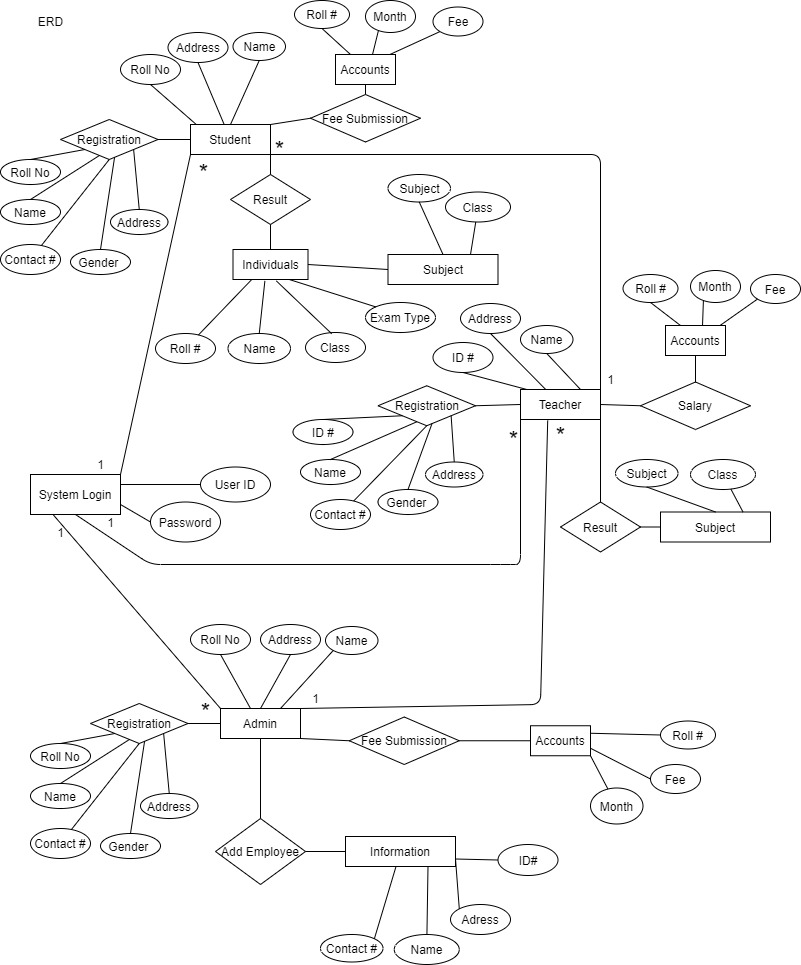 ERD
Roll #
Month
Fee
Address
Name
Roll No
Accounts
Fee Submission
Registration
Student
*
*
Roll No
Name
Address
Contact #
Gender
Result
Subject
Class
Individuals
Subject
Exam Type
Roll #
Name
Class
Roll #
Month
Fee
Address
Name
ID #
Accounts
1
Registration
Teacher
Salary
ID #
*
*
Name
Address
Contact #
Gender
Subject
Class
Result
Subject
1
System Login
User ID
Password
1
1
Roll No
Address
Name
*
1
Registration
Admin
Fee Submission
Accounts
Roll #
Fee
Month
Roll No
Name
Address
Contact #
Gender
Add Employee
Information
ID#
Adress
Contact #
Name